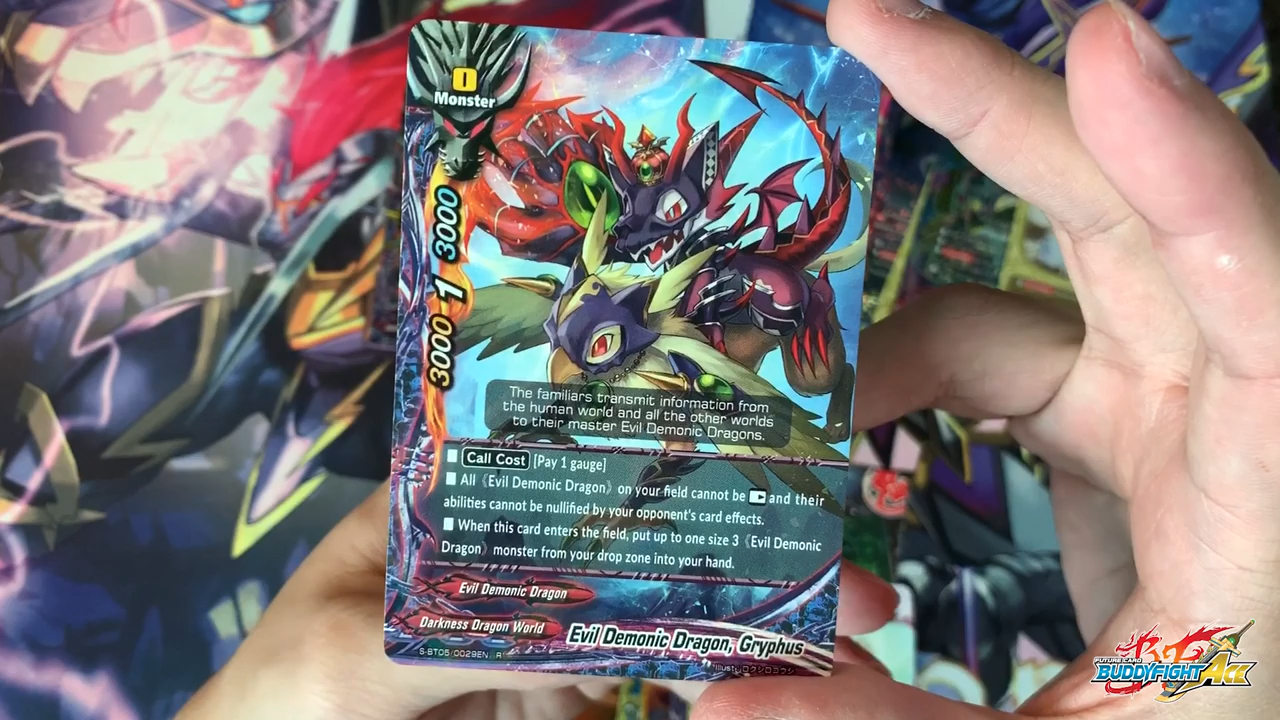 0
Monster
3000
1
3000
The familiars transmit information from
the human world and all the other worlds
to their master Evil Demonic Dragons.
Call Cost [Pay 1 gauge]
All 《Evil Demonic Dragon》 on your field cannot be and their
abilities cannot be nullified by your opponent's card effects.
When this card enters the field, put up to one size 3 《Evil Demonic
Dragon》 monster from your drop zone into your hand.
Evil Demonic Dragon
Darkness Dragon World
Evil Demonic Dragon, Gryphus
S-BT05/0029EN R
FUTURE CARD
BUDDYFIGHT Ace